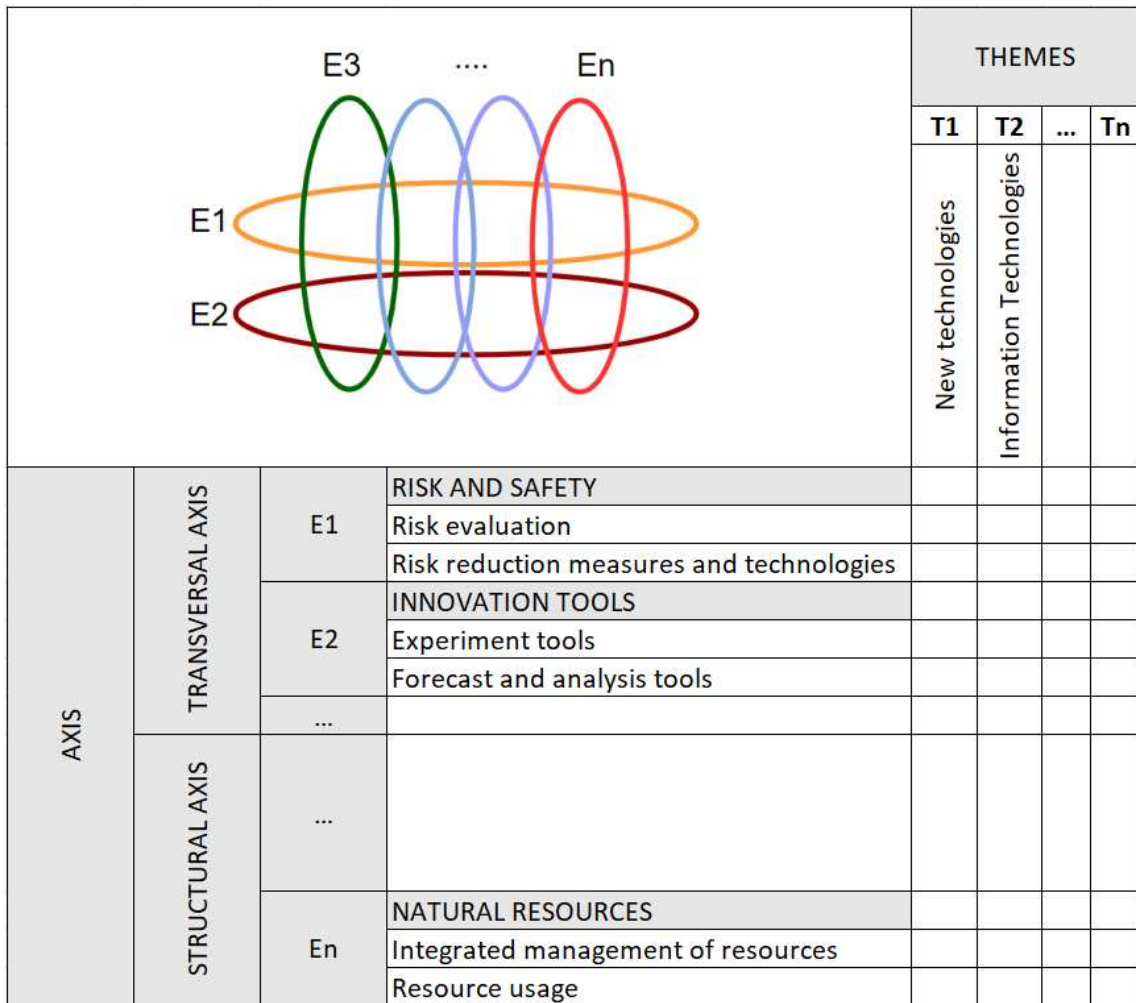 E3 .... En
THEMES
T1 T2 ... Tn
E1
E2
New technologies
Information Technologies
AXIS
TRANSVERSAL AXIS
E1
RISK AND SAFETY
Risk evaluation
Risk reduction measures and technologies
E2
INNOVATION TOOLS
Experiment tools
Forecast and analysis tools
...
STRUCTURAL AXIS
...
En
NATURAL RESOURCES
Integrated management of resources
Resource usage